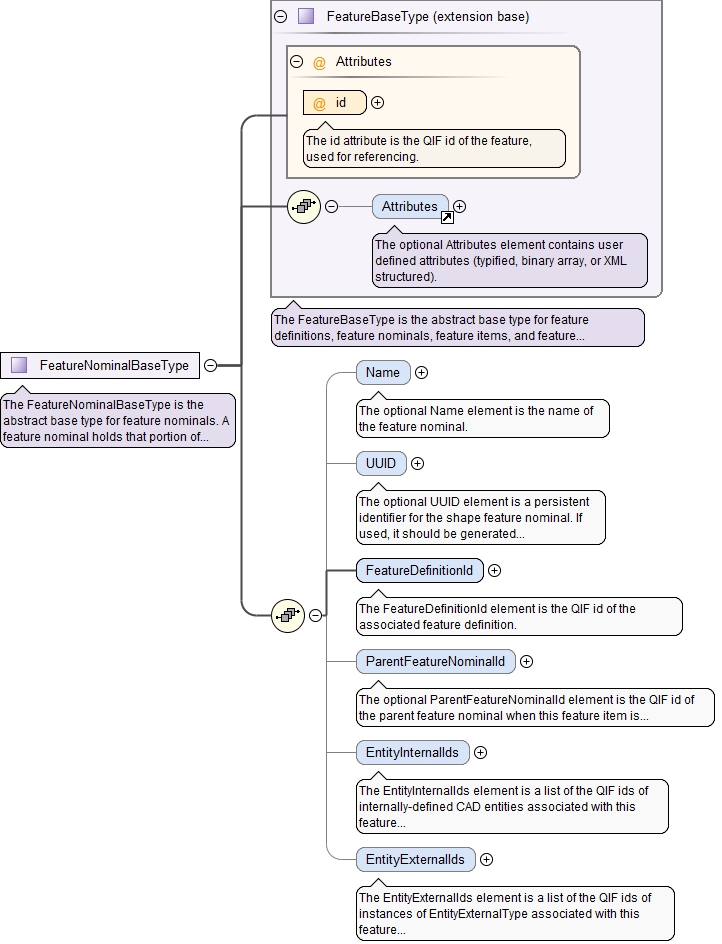 FeatureBaseType (extension base)
@ Attributes
@ id
The id attribute is the QIF id of the feature,
used for referencing.
Attributes
The optional Attributes element contains user
defined attributes (typified, binary array, or XML
structured).
The FeatureBaseType is the abstract base type for feature
definitions, feature nominals, feature items, and feature...
FeatureNominalBaseType
The FeatureNominalBaseType is the
abstract base type for feature nominals. A
feature nominal holds that portion of...
Name
The optional Name element is the name of
the feature nominal.
UUID
The optional UUID element is a persistent
identifier for the shape feature nominal. If
used, it should be generated...
FeatureDefinitionId
The FeatureDefinitionId element is the QIF id of the
associated feature definition.
ParentFeatureNominalId
The optional ParentFeatureNominalId element is the QIF id of
the parent feature nominal when this feature item is...
EntityInternalIds
The EntityInternalIds element is a list of the QIF ids of
internally-defined CAD entities associated with this
feature...
EntityExternalIds
The EntityExternalIds element is a list of the QIF ids of
instances of EntityExternalType associated with this
feature...